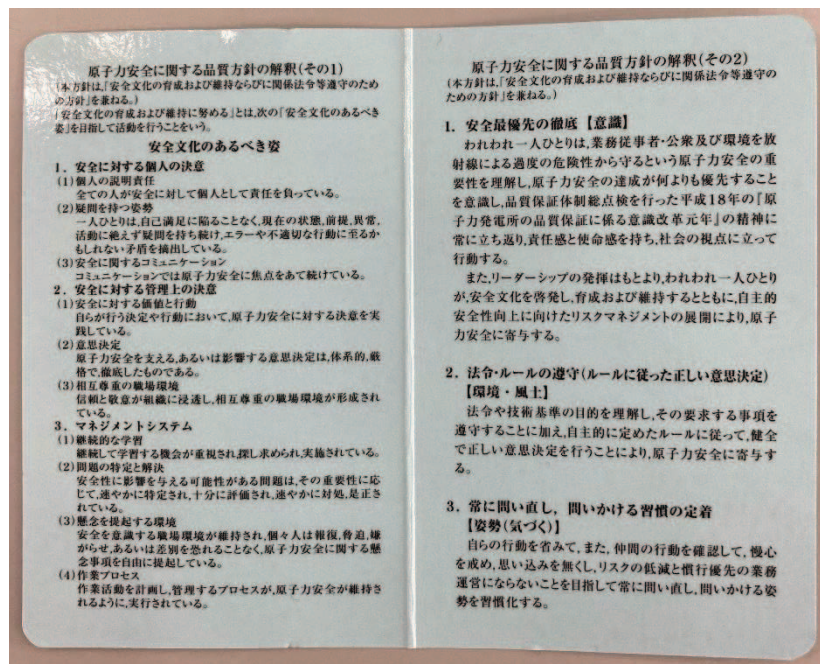 原子力安全に関する品質方針の解釈(その1)
(本方針は､｢安全文化の育成および維持ならびに関係法令等遵守のため
の方針｣を兼ねる。)
｢安全文化の育成および維持に努める｣とは､次の｢安全文化のあるべき
姿｣を目指して活動を行うことをいう。
安全文化のあるべき姿
1．安全に対する個人の決意
(1)個人の説明責任
全ての人が安全に対して個人として責任を負っている。
(2)疑問を持つ姿勢
一人ひとりは､自己満足に陥ることなく､現在の状態､前提､異常､
活動に絶えず疑問を持ち続け､エラーや不適切な行動に至るか
もしれない矛盾を摘出している。
(3)安全に関するコミュニケーション
コミュニケーションでは原子力安全に焦点をあて続けている。
2．安全に対する管理上の決意
(1)安全に対する価値と行動
自らが行う決定や行動において､原子力安全に対する決意を実
践している。
(2)意思決定
原子力安全を支える､あるいは影響する意思決定は､体系的､厳
格で､徹底したものである。
(3)相互尊重の職場環境
信頼と敬意が組織に浸透し､相互尊重の職場環境が形成され
ている。
3．マネジメントシステム
(1)継続的な学習
継続して学習する機会が重視され､探し求められ､実施されている。
(2)問題の特定と解決
安全性に影響を与える可能性がある問題は､その重要性に応
じて､速やかに特定され､十分に評価され､速やかに対処､是正さ
れている。
(3)懸念を提起する環境
安全を意識する職場環境が維持され､個々人は報復､脅迫､嫌
がらせ､あるいは差別を恐れることなく､原子力安全に関する懸
念事項を自由に提起している。
(4)作業プロセス
作業活動を計画し､管理するプロセスが､原子力安全が維持さ
れるように､実行されている。
原子力安全に関する品質方針の解釈(その2)
(本方針は､｢安全文化の育成および維持ならびに関係法令等遵守の
ための方針｣を兼ねる。)
1．安全最優先の徹底【意識】
われわれ一人ひとりは､業務従事者･公衆及び環境を放
射線による過度の危険性から守るという原子力安全の重
要性を理解し､原子力安全の達成が何よりも優先すること
を意識し､品質保証体制総点検を行った平成18年の『原
子力発電所の品質保証に係る意識改革元年』の精神に
常に立ち返り､責任感と使命感を持ち､社会の視点に立って
行動する。
また､リーダーシップの発揮はもとより､われわれ一人ひとり
が､安全文化を啓発し､育成および維持するとともに､自主的
安全性向上に向けたリスクマネジメントの展開により､原子
力安全に寄与する。
2．法令･ルールの遵守(ルールに従った正しい意思決定)
【環境・風土】
法令や技術基準の目的を理解し､その要求する事項を
遵守することに加え､自主的に定めたルールに従って､健全
で正しい意思決定を行うことにより､原子力安全に寄与す
る。
3．常に問い直し，問いかける習慣の定着
【姿勢(気づく)】
自らの行動を省みて，また，仲間の行動を確認して，慢心
を戒め，思い込みを無くし，リスクの低減と慣行優先の業務
運営にならないことを目指して常に問い直し，問いかける姿
勢を習慣化する。